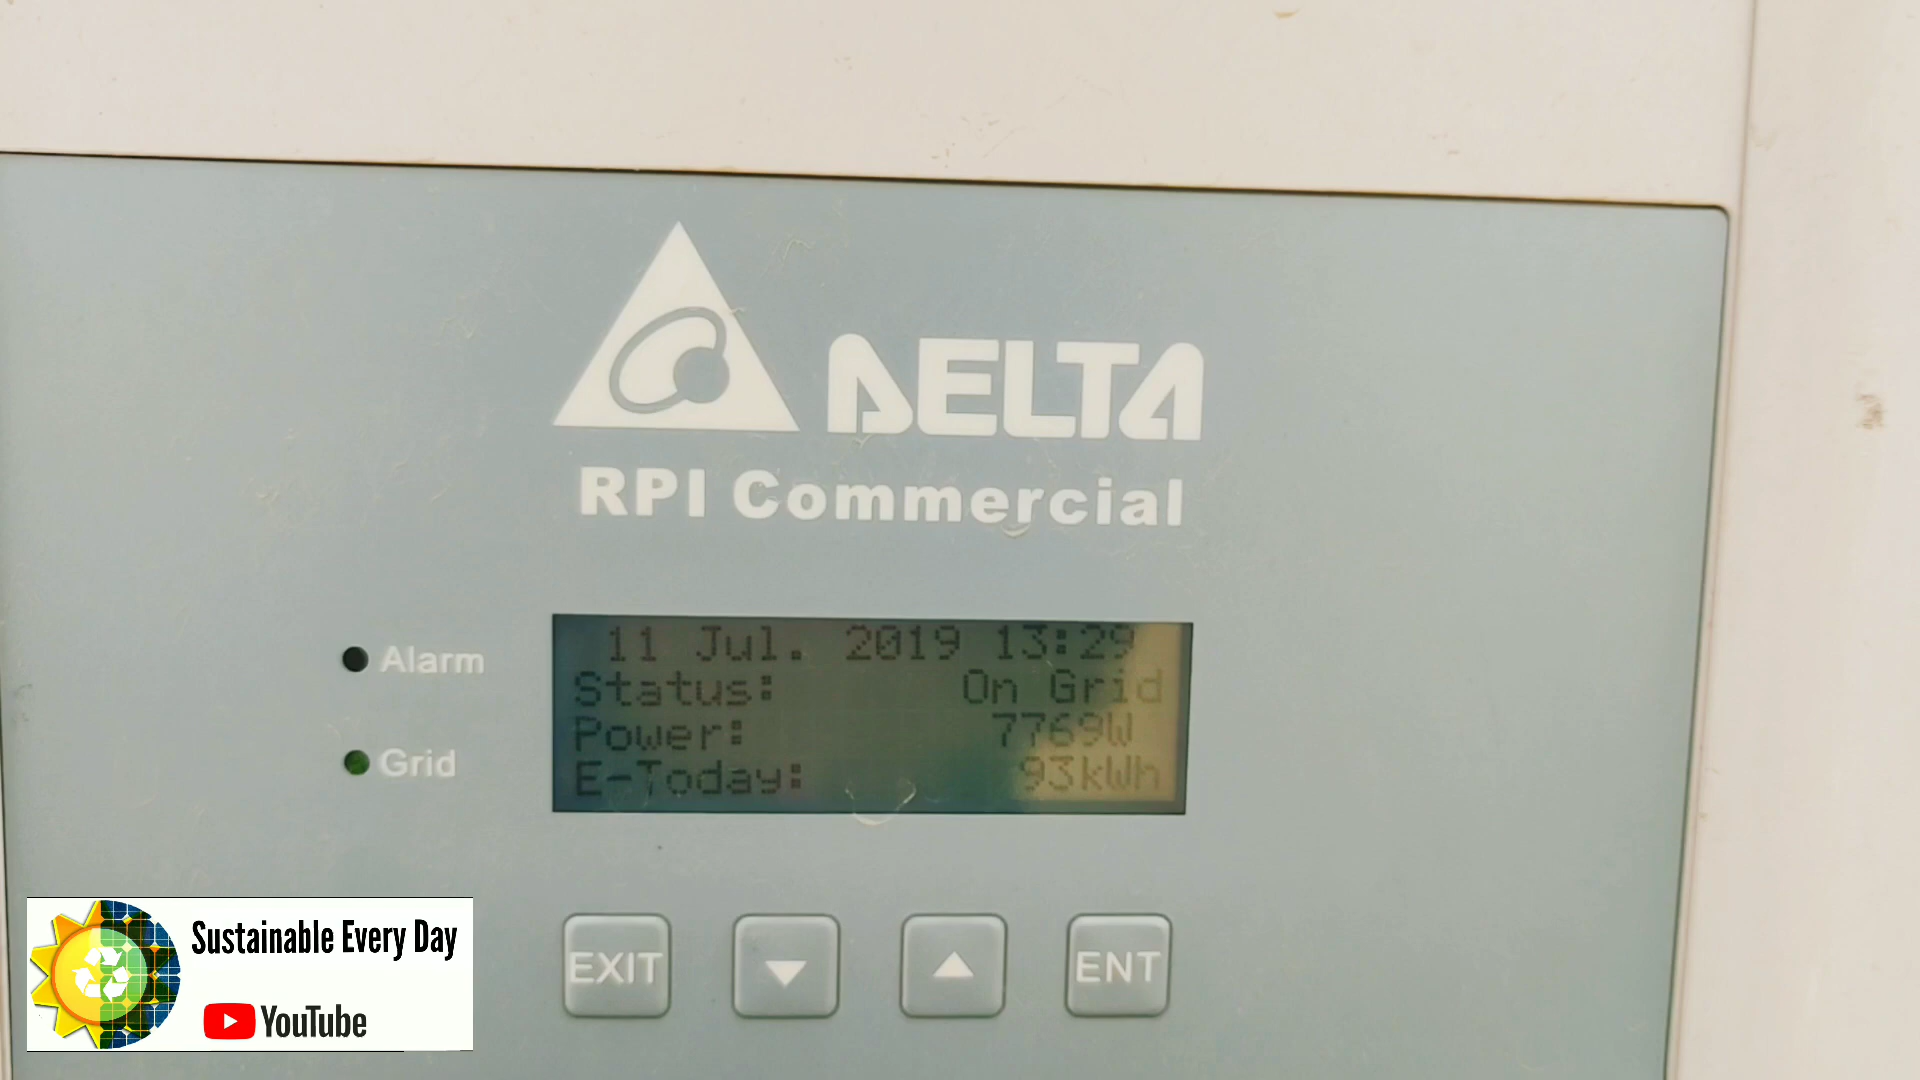 DELTA
RPI Commercial
Alarm
Grid
11 Jul. 2019 13:29
Status: On Grid
Power: 7769W
E-Today: 93kWh
EXIT
ENT
Sustainable Every Day
YouTube